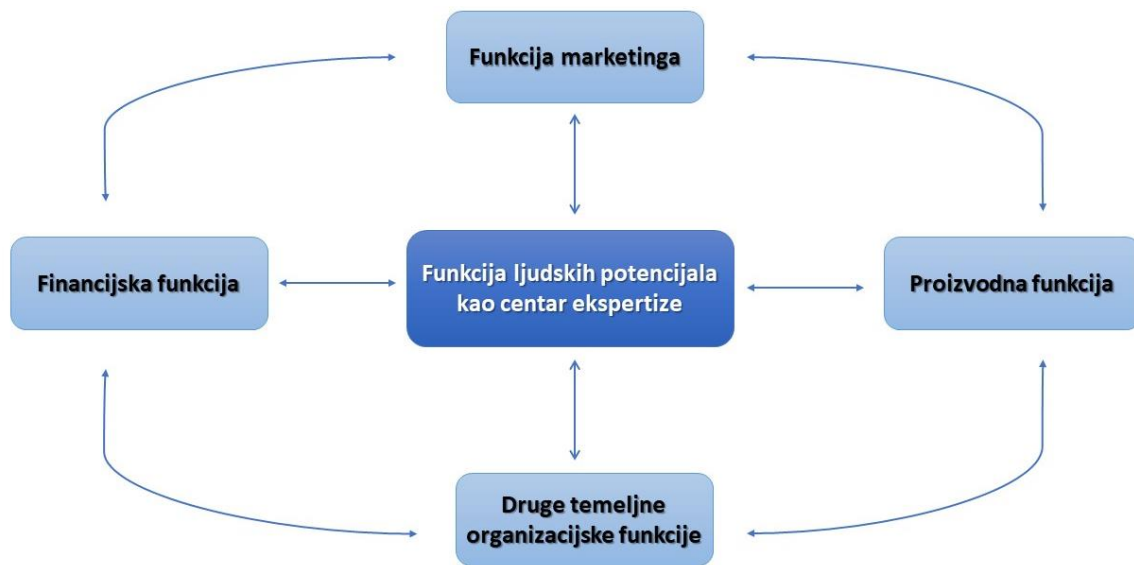 Funkcija marketinga
Financijska funkcija
Funkcija ljudskih potencijala
kao centar ekspertize
Proizvodna funkcija
Druge temeljne
organizacijske funkcije